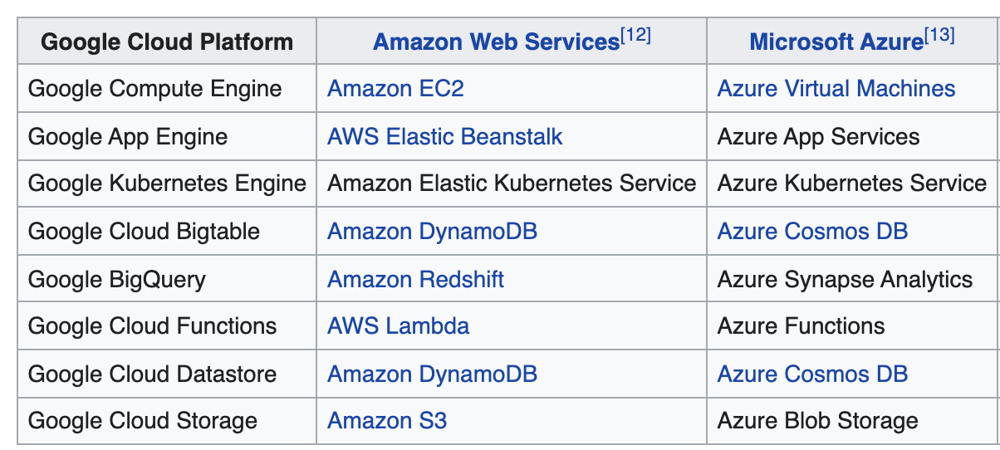 Google Cloud Platform Amazon Web Services[12] Microsoft Azure[13]
Google Compute Engine Amazon EC2 Azure Virtual Machines
Google App Engine AWS Elastic Beanstalk Azure App Services
Google Kubernetes Engine Amazon Elastic Kubernetes Service Azure Kubernetes Service
Google Cloud Bigtable Amazon DynamoDB Azure Cosmos DB
Google BigQuery Amazon Redshift Azure Synapse Analytics
Google Cloud Functions AWS Lambda Azure Functions
Google Cloud Datastore Amazon DynamoDB Azure Cosmos DB
Google Cloud Storage Amazon S3 Azure Blob Storage